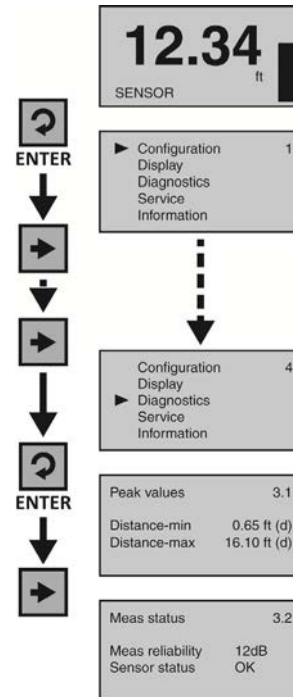 12.34
ft
SENSOR
ENTER
Configuration 1
Display
Diagnostics
Service
Information
Configuration 4
Display
Diagnostics
Service
Information
ENTER
Peak values 3.1
Distance-min 0.65 ft (d)
Distance-max 16.10 ft (d)
Meas status 3.2
Meas reliability 12dB
Sensor status OK